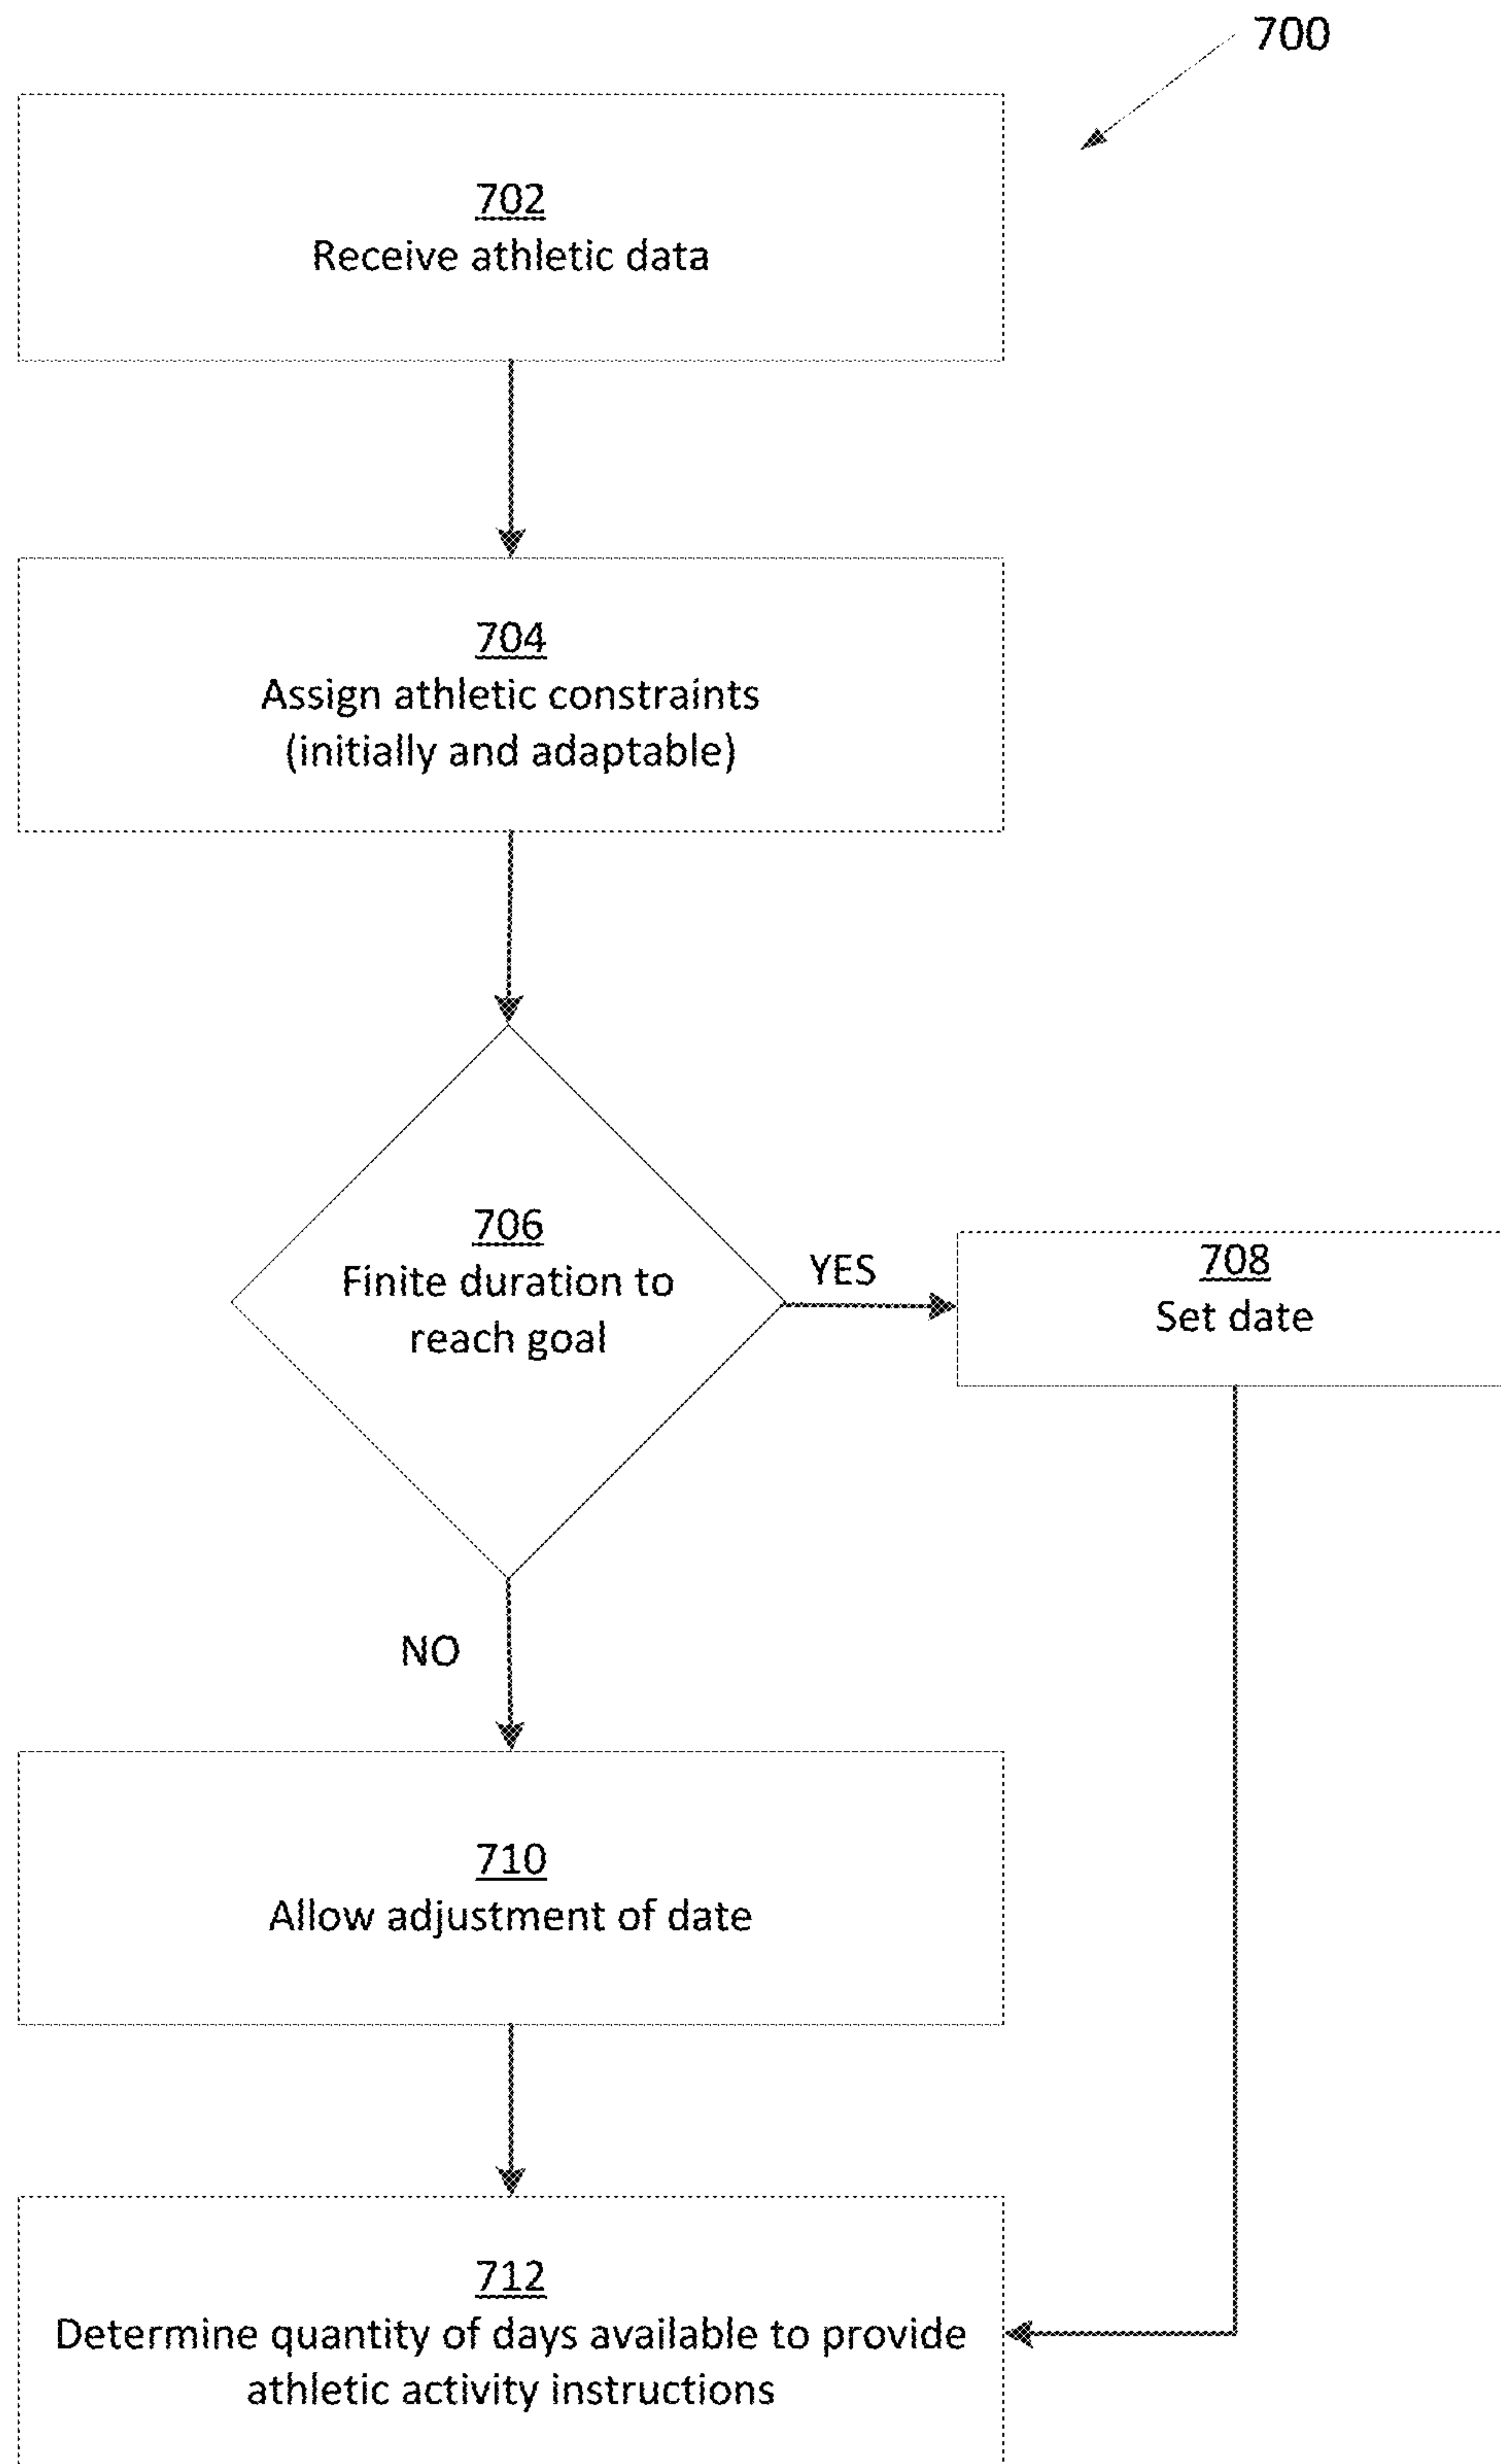 700
702
Receive athletic data
704
Assign athletic constraints
(initially and adaptable)
706
Finite duration to
reach goal
YES
708
Set date
NO
710
Allow adjustment of date
712
Determine quantity of days available to provide
athletic activity instructions